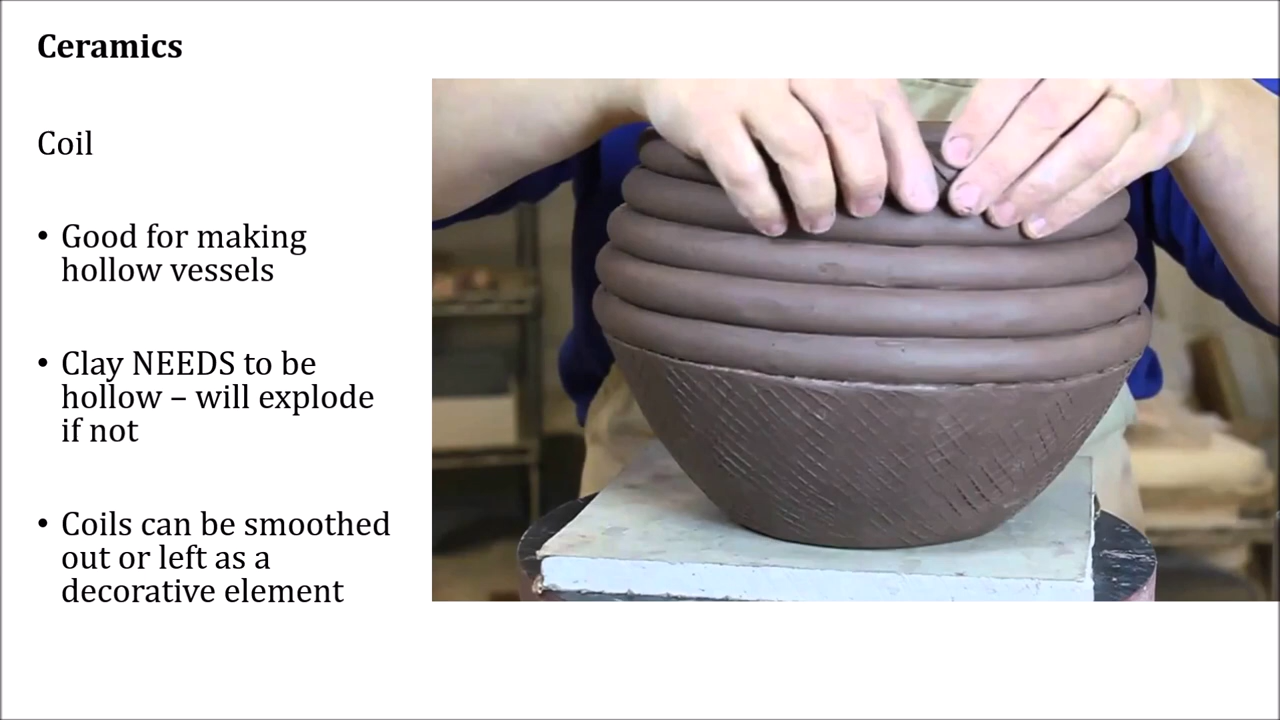 Ceramics
Coil
• Good for making
hollow vessels
• Clay NEEDS to be
hollow – will explode
if not
• Coils can be smoothed
out or left as a
decorative element